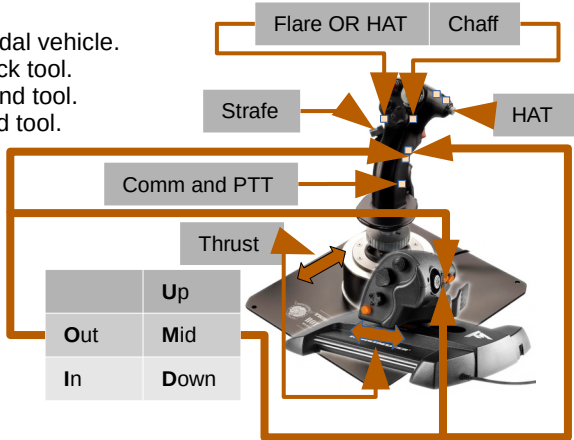 Flare OR HAT
Chaff
dal vehicle.
ck tool.
nd tool.
d tool.
Strafe
HAT
Comm and PTT
Thrust
Up
Out Mid
In Down